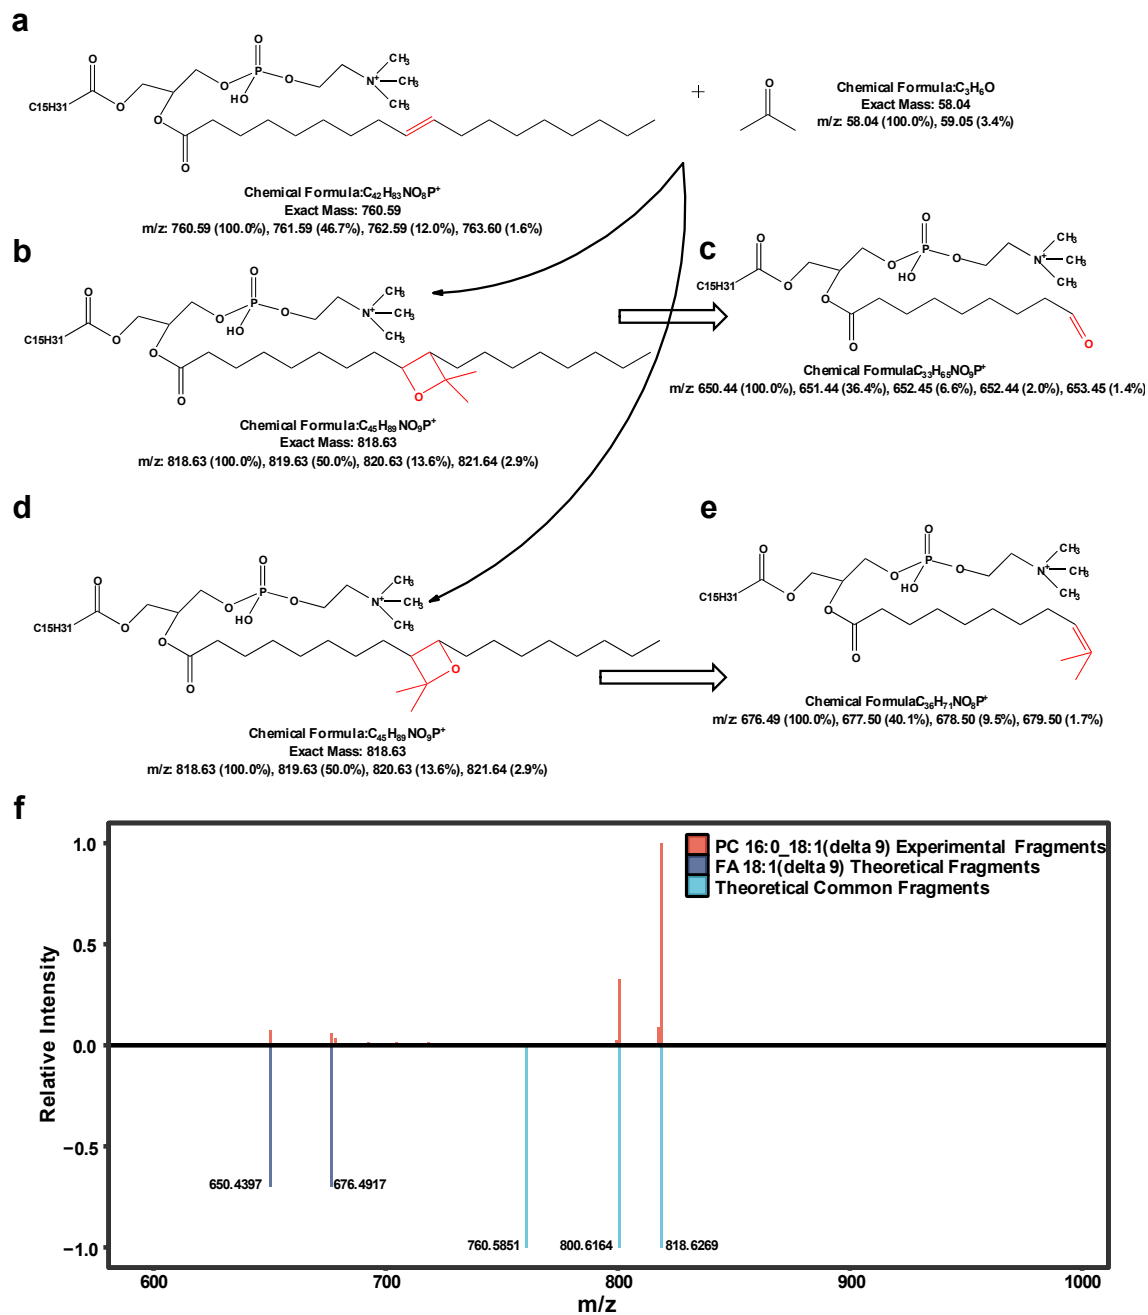 a
O
O
P
O
O
O
HO
N⁺
CH₃
CH₃
CH₃
C15H31
O
O
O
+
O
Chemical Formula:C₃H₆O
Exact Mass: 58.04
m/z: 58.04 (100.0%), 59.05 (3.4%)
Chemical Formula:C₄₂H₈₃NO₈P⁺
Exact Mass: 760.59
m/z: 760.59 (100.0%), 761.59 (46.7%), 762.59 (12.0%), 763.60 (1.6%)
b
O
O
P
O
O
O
HO
N⁺
CH₃
CH₃
CH₃
C15H31
O
O
O
Chemical Formula:C₄₅H₈₉NO₉P⁺
Exact Mass: 818.63
m/z: 818.63 (100.0%), 819.63 (50.0%), 820.63 (13.6%), 821.64 (2.9%)
c
O
O
P
O
O
O
HO
N⁺
CH₃
CH₃
CH₃
C15H31
O
O
O
Chemical Formula:C₃₃H₆₅NO₉P⁺
m/z: 650.44 (100.0%), 651.44 (36.4%), 652.45 (6.6%), 652.44 (2.0%), 653.45 (1.4%)
d
O
O
P
O
O
O
HO
N⁺
CH₃
CH₃
CH₃
C15H31
O
O
O
Chemical Formula:C₄₅H₈₉NO₉P⁺
Exact Mass: 818.63
m/z: 818.63 (100.0%), 819.63 (50.0%), 820.63 (13.6%), 821.64 (2.9%)
e
O
O
P
O
O
O
HO
N⁺
CH₃
CH₃
CH₃
C15H31
O
O
Chemical Formula:C₃₆H₇₁NO₈P⁺
m/z: 676.49 (100.0%), 677.50 (40.1%), 678.50 (9.5%), 679.50 (1.7%)
f
PC 16:0_18:1(delta 9) Experimental Fragments
FA 18:1(delta 9) Theoretical Fragments
Theoretical Common Fragments
Relative Intensity
1.0
0.5
0.0
−0.5
−1.0
650.4397
676.4917
760.5851
800.6164
818.6269
600
700
800
900
1000
m/z